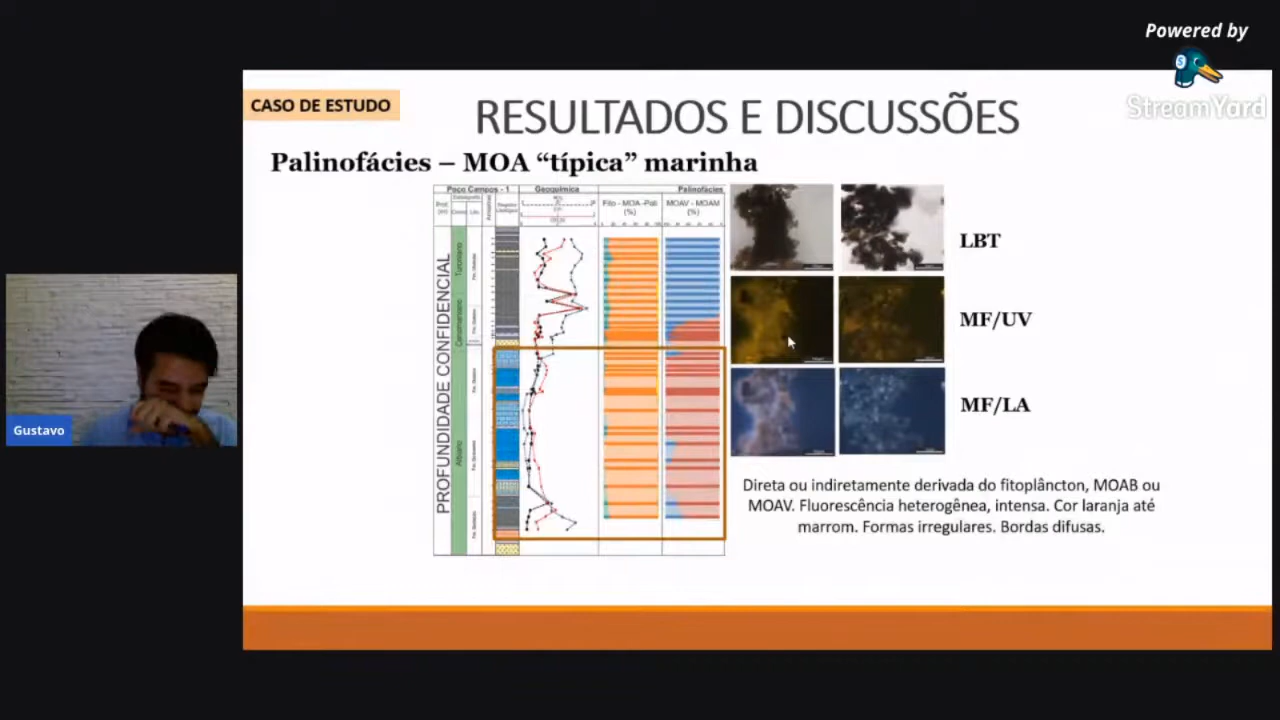 Powered by
StreamYard
CASO DE ESTUDO
RESULTADOS E DISCUSSÕES
Palinofácies – MOA “típica” marinha
Poço Campos - 1
Geoquímica
Palinofácies
Fito - MOA -Pali
(%)
MOAV - MOAM
(%)
PROFUNDIDADE CONFIDENCIAL
Turoniano
Cenomaniano
Albiano
LBT
MF/UV
MF/LA
Direta ou indiretamente derivada do fitoplâncton, MOAB ou
MOAV. Fluorescência heterogênea, intensa. Cor laranja até
marrom. Formas irregulares. Bordas difusas.
Gustavo